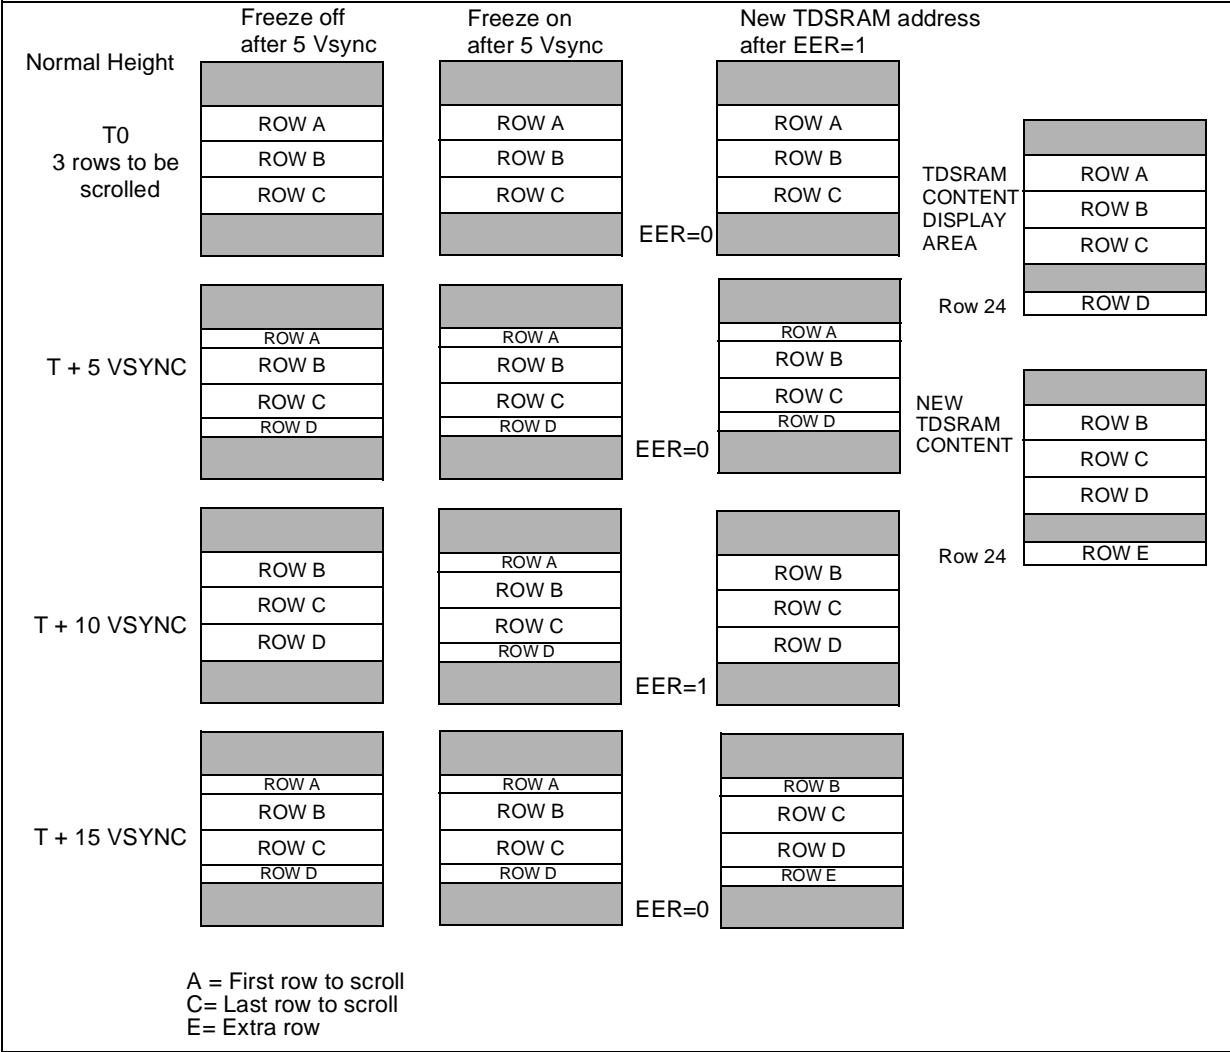 Freeze off
after 5 Vsync
Freeze on
after 5 Vsync
New TDSRAM address
after EER=1
Normal Height
T0
3 rows to be
scrolled
ROW A
ROW B
ROW C
ROW A
ROW B
ROW C
EER=0
ROW A
ROW B
ROW C
TDSRAM
CONTENT
DISPLAY
AREA
ROW A
ROW B
ROW C
Row 24
ROW D
T + 5 VSYNC
ROW A
ROW B
ROW C
ROW D
ROW A
ROW B
ROW C
ROW D
EER=0
ROW A
ROW B
ROW C
ROW D
NEW
TDSRAM
CONTENT
ROW B
ROW C
ROW D
Row 24
ROW E
T + 10 VSYNC
ROW B
ROW C
ROW D
ROW A
ROW B
ROW C
ROW D
EER=1
ROW B
ROW C
ROW D
T + 15 VSYNC
ROW A
ROW B
ROW C
ROW D
ROW A
ROW B
ROW C
ROW D
EER=0
ROW B
ROW C
ROW D
ROW E
A = First row to scroll
C= Last row to scroll
E= Extra row